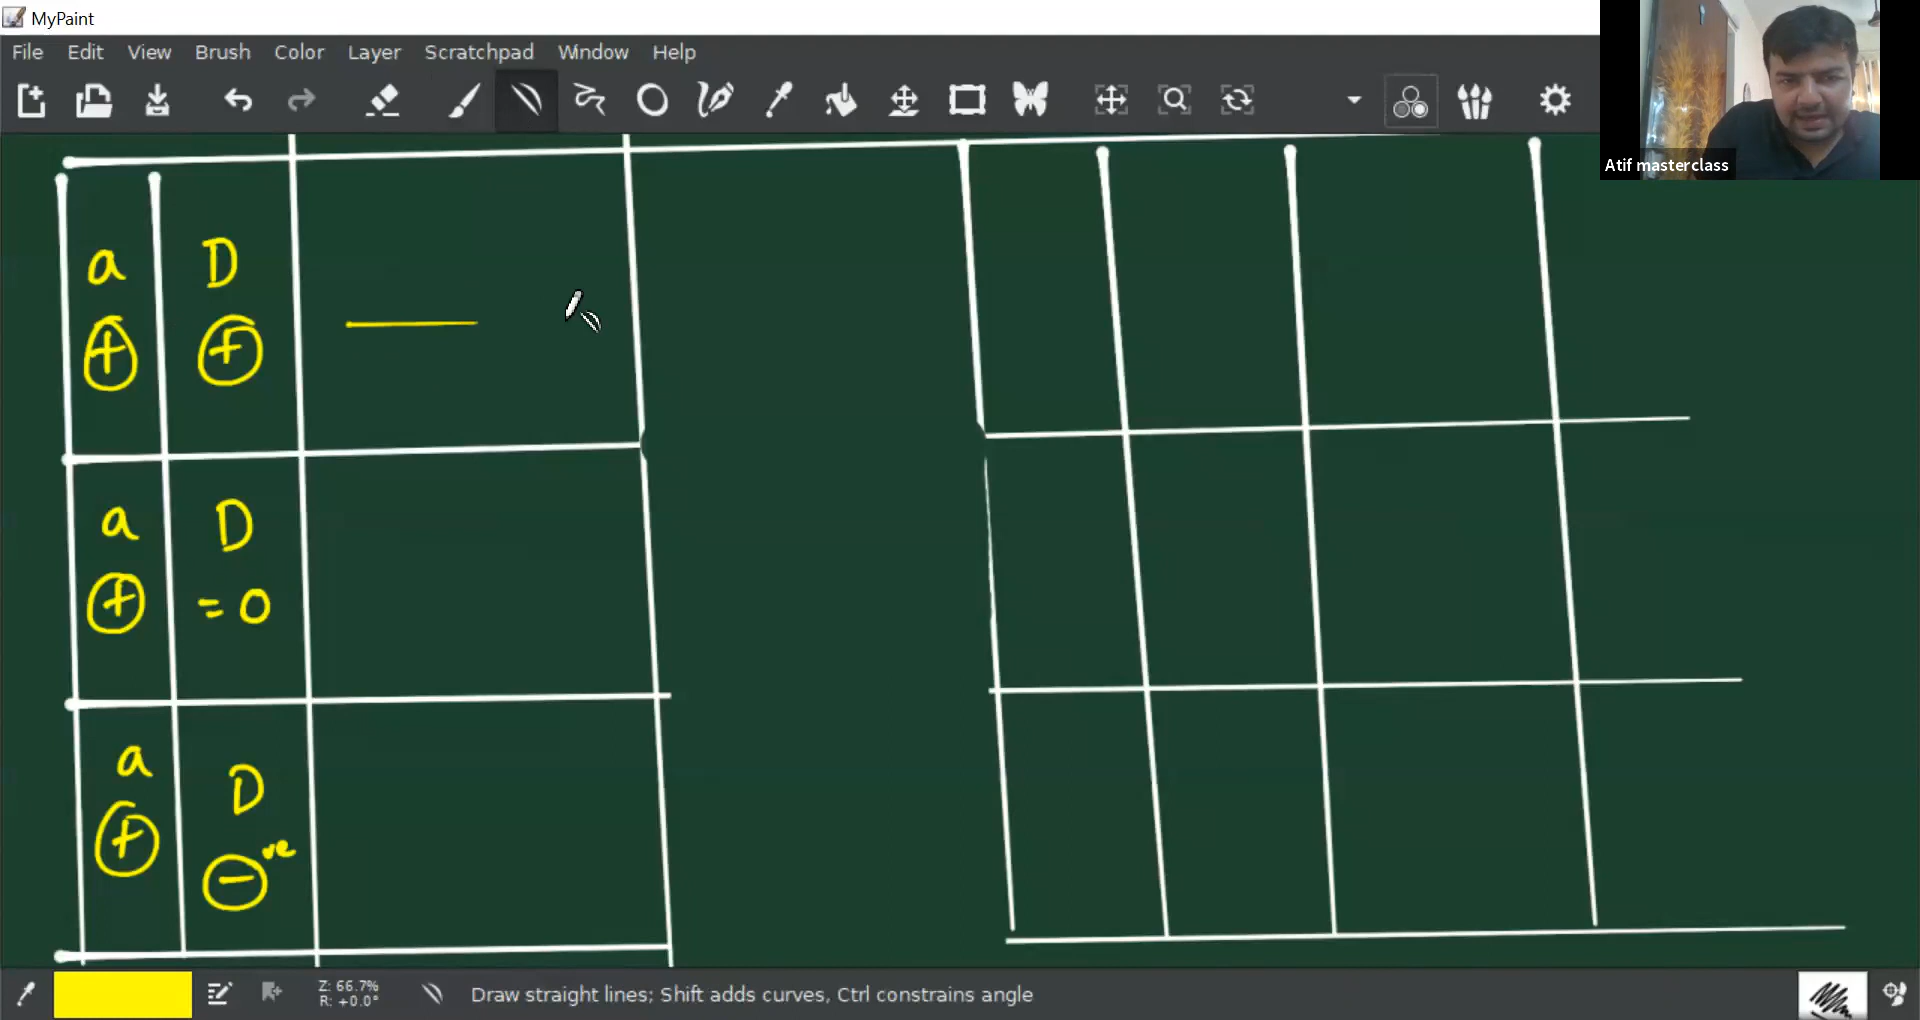 MyPaint
File Edit View Brush Color Layer Scratchpad Window Help
Atif masterclass
a D
+ +
a D
+ = 0
a D
+ - ve
Z: 66.7%
R: +0.0°
Draw straight lines; Shift adds curves, Ctrl constrains angle